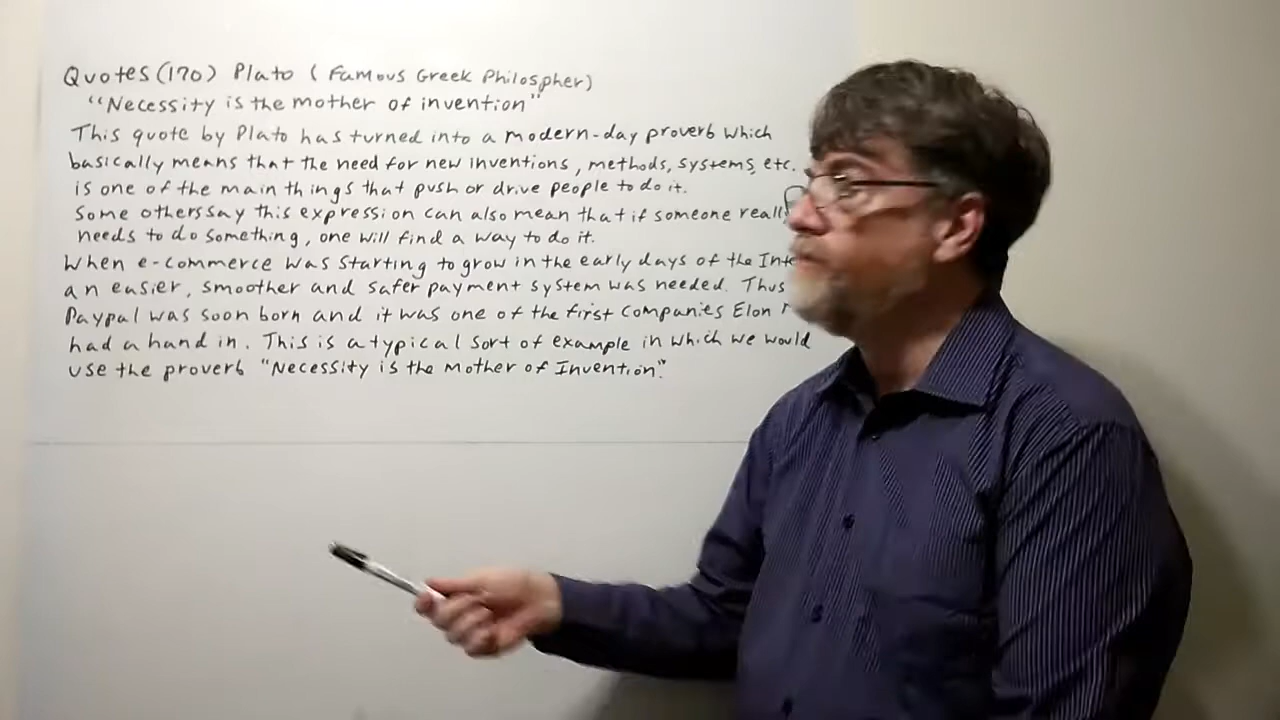 Quotes (170) Plato (Famous Greek Philospher)
"Necessity is the mother of invention"
This quote by Plato has turned into a modern-day proverb which
basically means that the need for new inventions, methods, systems, etc.
is one of the main things that push or drive people to do it.
Some others say this expression can also mean that if someone reall
needs to do something, one will find a way to do it.
When e-commerce was starting to grow in the early days of the Inte
an easier, smoother and safer payment system was needed. Thus
Paypal was soon born and it was one of the first companies Elon
had a hand in. This is a typical sort of example in which we would
use the proverb "Necessity is the Mother of Invention".